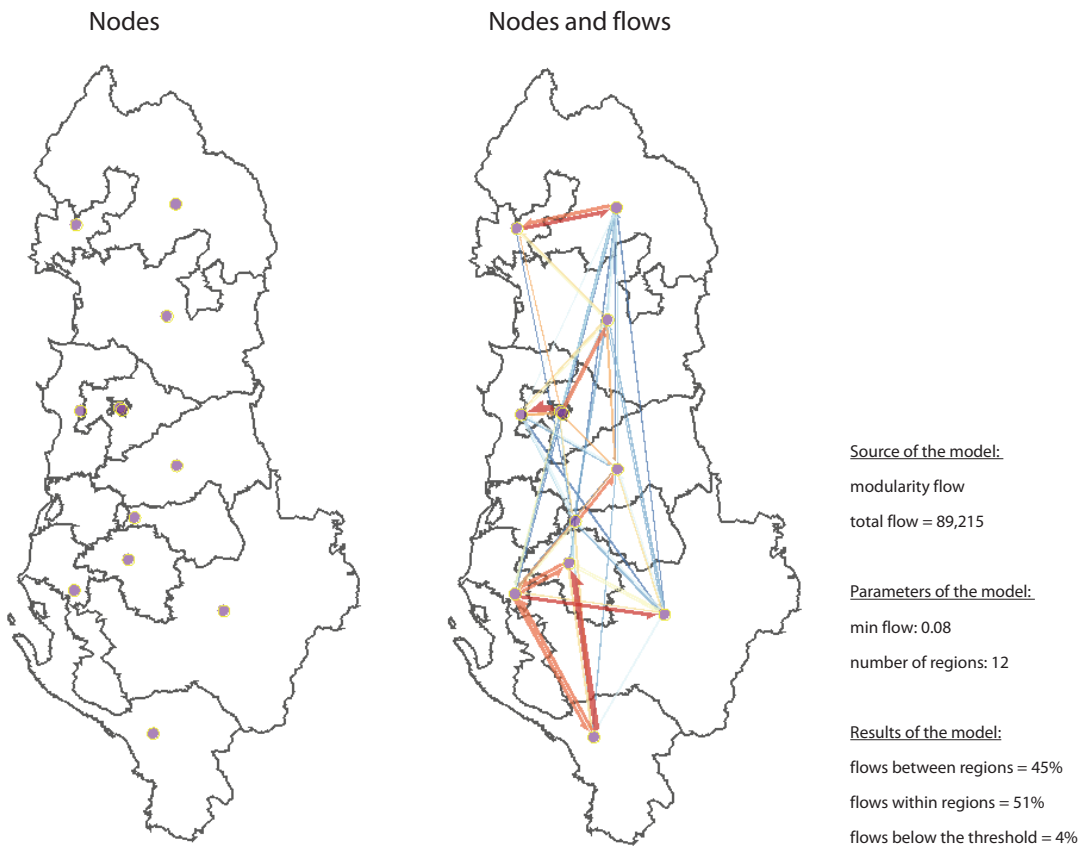 Nodes
Nodes and flows
Source of the model:
modularity flow
total flow = 89,215
Parameters of the model:
min flow: 0.08
number of regions: 12
Results of the model:
flows between regions = 45%
flows within regions = 51%
flows below the threshold = 4%